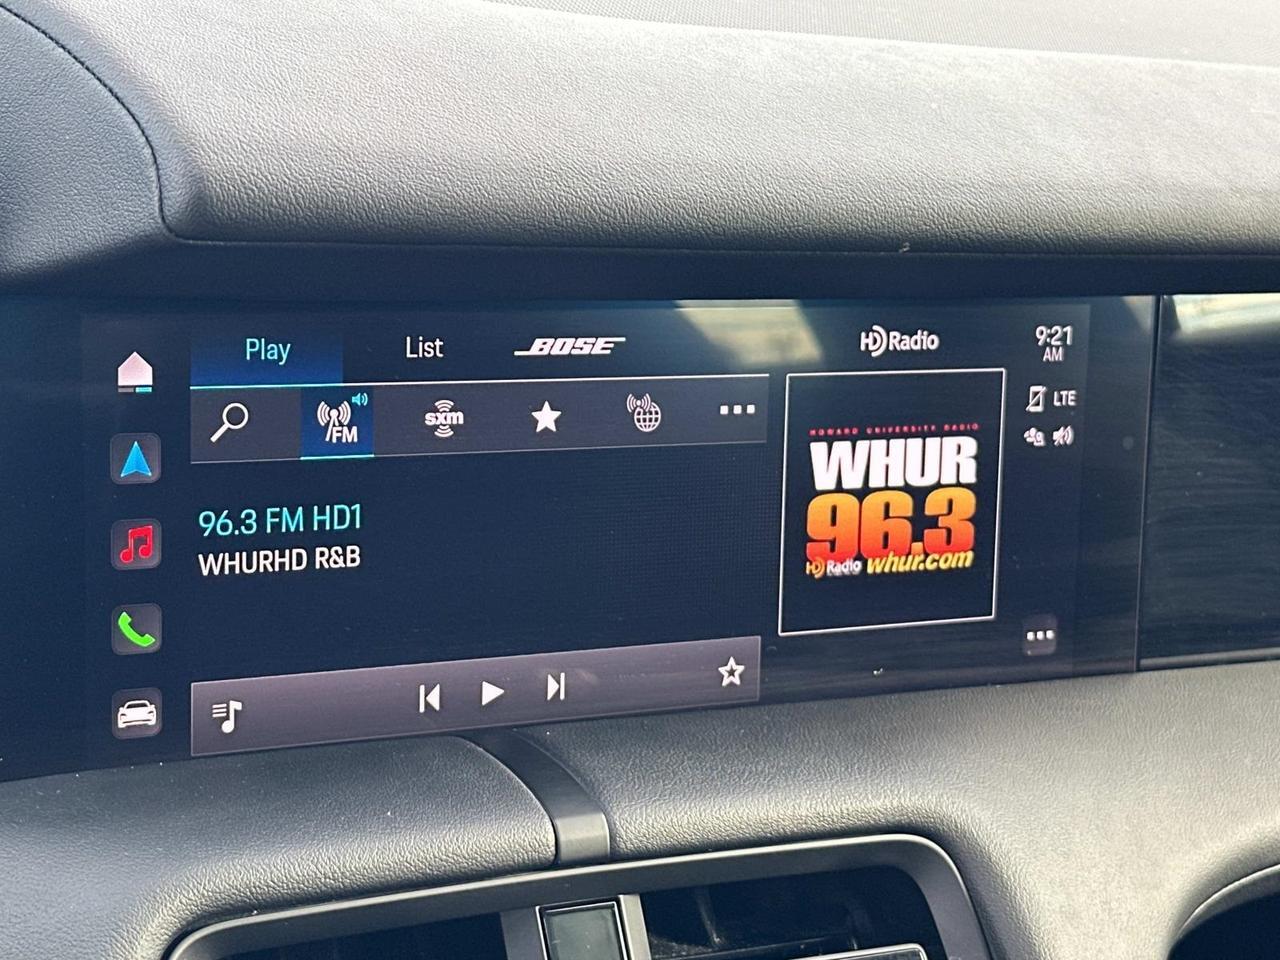 Play
List
BOSE
HD Radio
9:21
AM
FM
sxm
LTE
96.3 FM HD1
WHURHD R&B
HOWARD UNIVERSITY RADIO
WHUR
96.3
HD Radio whur.com